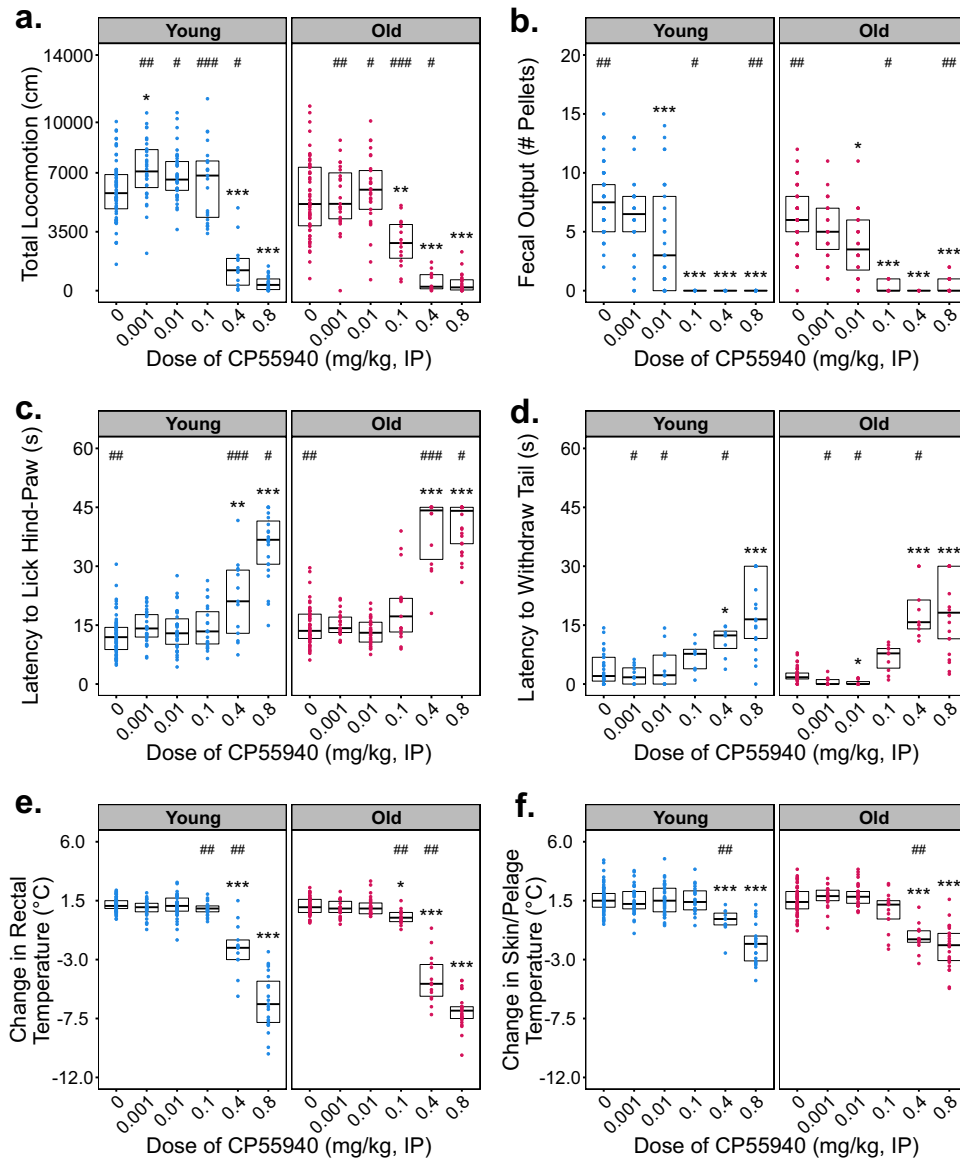 a.
Young Old
Total Locomotion (cm)
14000
10000
7000
3500
0
## # ### # ## # ### #
* *** *** ** *** ***
0 0.001 0.01 0.1 0.4 0.8 0 0.001 0.01 0.1 0.4 0.8
Dose of CP55940 (mg/kg, IP)
b.
Young Old
Fecal Output (# Pellets)
20
15
10
5
0
## # ## ## # ##
*** *** *** *** * *** *** ***
0 0.001 0.01 0.1 0.4 0.8 0 0.001 0.01 0.1 0.4 0.8
Dose of CP55940 (mg/kg, IP)
c.
Young Old
Latency to Lick Hind-Paw (s)
60
45
30
15
0
## ### # ## ### #
** *** *** ***
0 0.001 0.01 0.1 0.4 0.8 0 0.001 0.01 0.1 0.4 0.8
Dose of CP55940 (mg/kg, IP)
d.
Young Old
Latency to Withdraw Tail (s)
60
45
30
15
0
# # # # # #
* *** * *** ***
0 0.001 0.01 0.1 0.4 0.8 0 0.001 0.01 0.1 0.4 0.8
Dose of CP55940 (mg/kg, IP)
e.
Young Old
Change in Rectal
Temperature (°C)
6.0
1.5
-3.0
-7.5
-12.0
## ## ## ##
*** *** * *** ***
0 0.001 0.01 0.1 0.4 0.8 0 0.001 0.01 0.1 0.4 0.8
Dose of CP55940 (mg/kg, IP)
f.
Young Old
Change in Skin/Pelage
Temperature (°C)
6.0
1.5
-3.0
-7.5
-12.0
## ##
*** *** *** ***
0 0.001 0.01 0.1 0.4 0.8 0 0.001 0.01 0.1 0.4 0.8
Dose of CP55940 (mg/kg, IP)